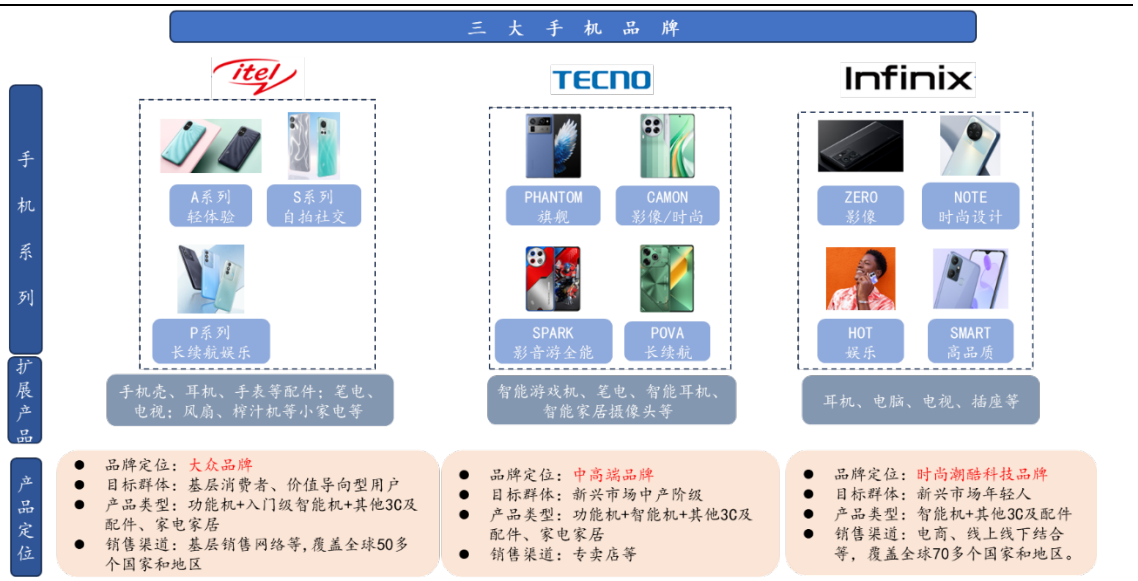 三大手机品牌
itel
TECNO
Infinix
手机系列
A系列
轻体验
S系列
自拍社交
P系列
长续航娱乐
PHANTOM
旗舰
CAMON
影像/时尚
SPARK
影音游全能
POVA
长续航
ZERO
影像
NOTE
时尚设计
HOT
娱乐
SMART
高品质
扩展产品
手机壳、耳机、手表等配件；笔电、
电视；风扇、榨汁机等小家电等
智能游戏机、笔电、智能耳机、
智能家居摄像头等
耳机、电脑、电视、插座等
产品定位
● 品牌定位：大众品牌
● 目标群体：基层消费者、价值导向型用户
● 产品类型：功能机+入门级智能机+其他3C及
配件、家电家居
● 销售渠道：基层销售网络等,覆盖全球50多
个国家和地区
● 品牌定位：中高端品牌
● 目标群体：新兴市场中产阶级
● 产品类型：功能机+智能机+其他3C及
配件、家电家居
● 销售渠道：专卖店等
● 品牌定位：时尚潮酷科技品牌
● 目标群体：新兴市场年轻人
● 产品类型：智能机+其他3C及配件
● 销售渠道：电商、线上线下结合
等，覆盖全球70多个国家和地区。